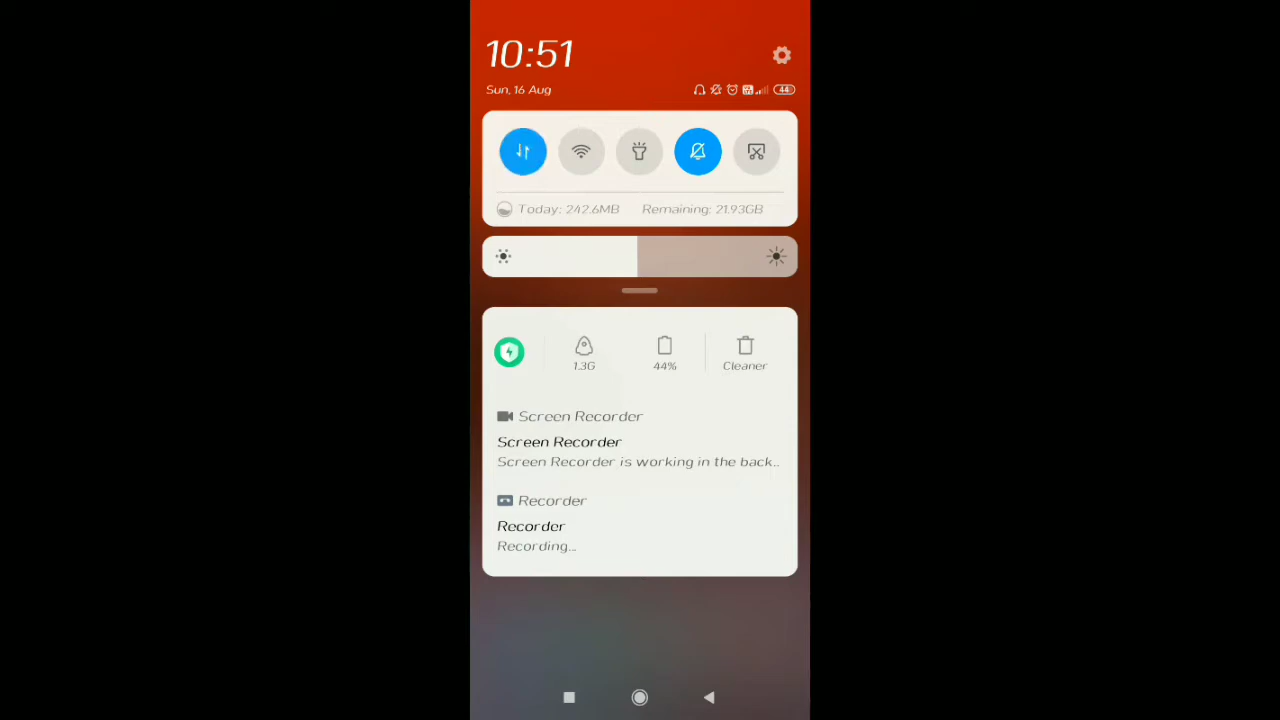 10:51
Sun, 16 Aug
44
Today: 242.6MB Remaining: 21.93GB
1.3G 44% Cleaner
Screen Recorder
Screen Recorder
Screen Recorder is working in the back..
Recorder
Recorder
Recording...